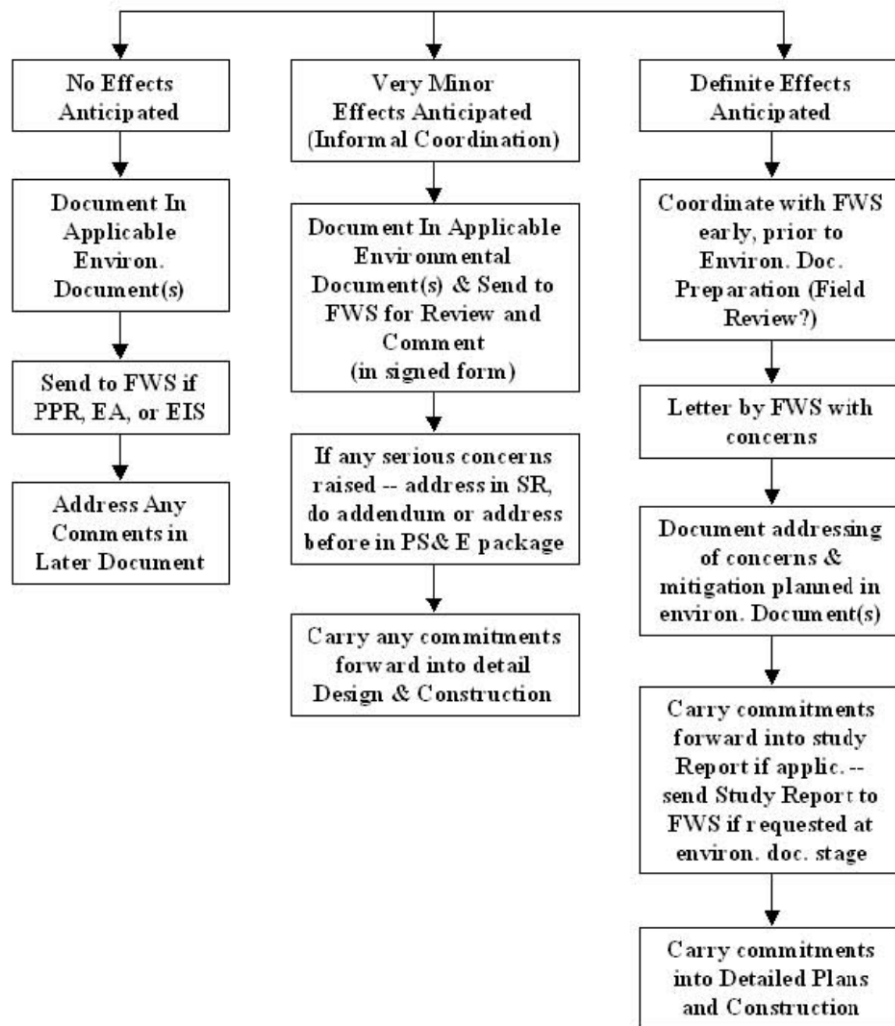 No Effects
Anticipated
Document In
Applicable
Environ.
Document(s)
Send to FWS if
PPR, EA, or EIS
Address Any
Comments in
Later Document
Very Minor
Effects Anticipated
(Informal Coordination)
Document In Applicable
Environmental
Document(s) & Send to
FWS for Review and
Comment
(in signed form)
If any serious concerns
raised -- address in SR,
do addendum or address
before in PS& E package
Carry any commitments
forward into detail
Design & Construction
Definite Effects
Anticipated
Coordinate with FWS
early, prior to
Environ. Doc.
Preparation (Field
Review?)
Letter by FWS with
concerns
Document addressing
of concerns &
mitigation planned in
environ. Document(s)
Carry commitments
forward into study
Report if applic. --
send Study Report to
FWS if requested at
environ. doc. stage
Carry commitments
into Detailed Plans
and Construction